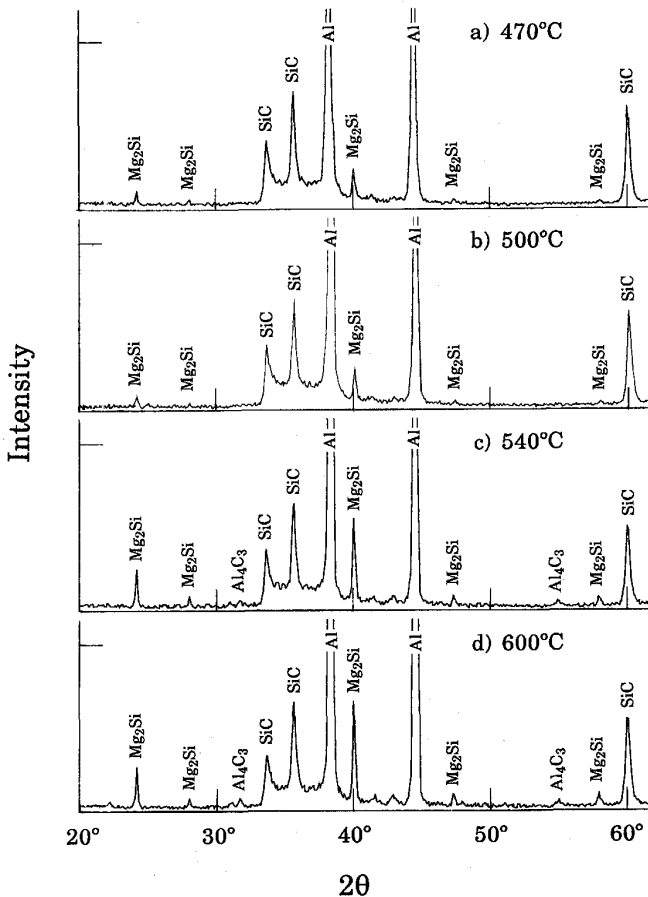 a) 470°C
Mg₂Si
Mg₂Si
SiC
SiC
Al
Mg₂Si
Al
Mg₂Si
Mg₂Si
SiC
b) 500°C
Mg₂Si
Mg₂Si
SiC
SiC
Al
Mg₂Si
Al
Mg₂Si
Mg₂Si
SiC
c) 540°C
Mg₂Si
Mg₂Si
Al₄C₃
SiC
SiC
Al
Mg₂Si
Al
Mg₂Si
Al₄C₃
Mg₂Si
SiC
d) 600°C
Mg₂Si
Mg₂Si
Al₄C₃
SiC
SiC
Al
Mg₂Si
Al
Mg₂Si
Al₄C₃
Mg₂Si
SiC
Intensity
20° 30° 40° 50° 60°
2θ